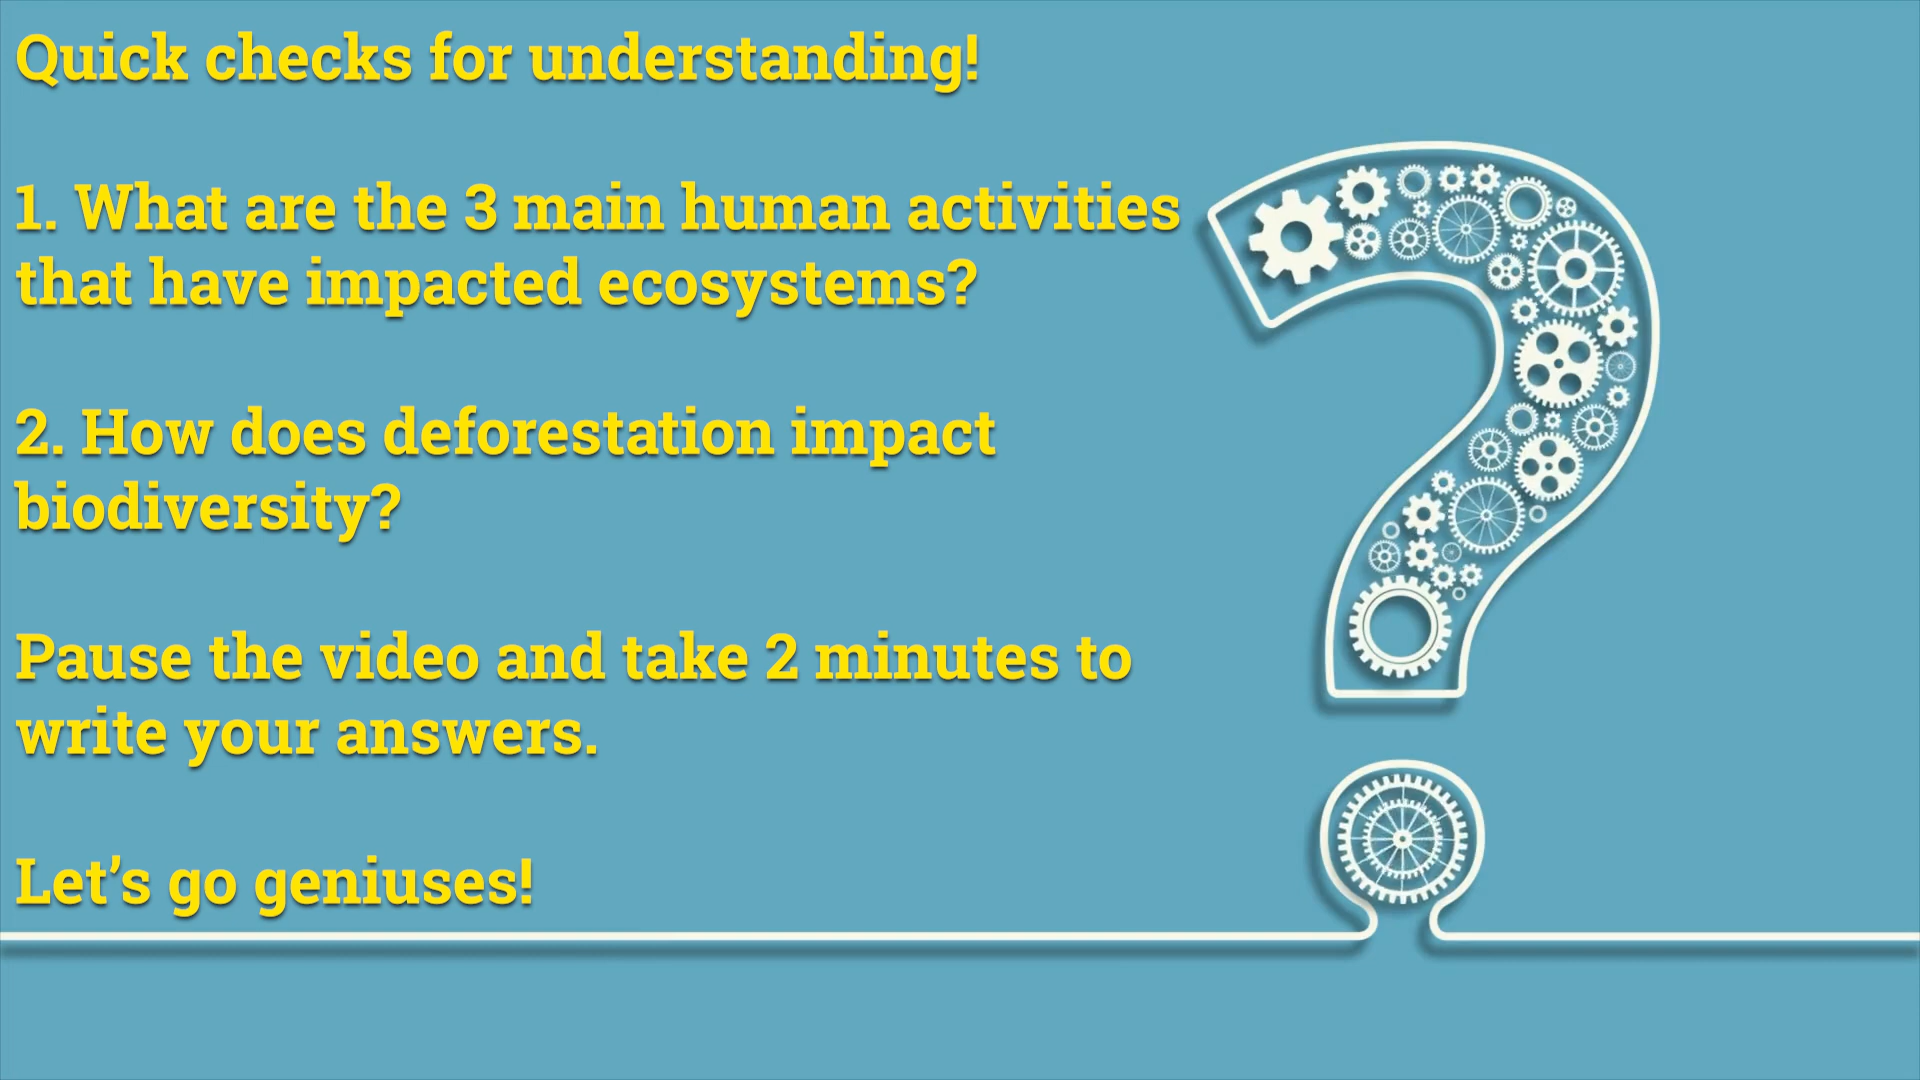 Quick checks for understanding!
1. What are the 3 main human activities
that have impacted ecosystems?
2. How does deforestation impact
biodiversity?
Pause the video and take 2 minutes to
write your answers.
Let’s go geniuses!